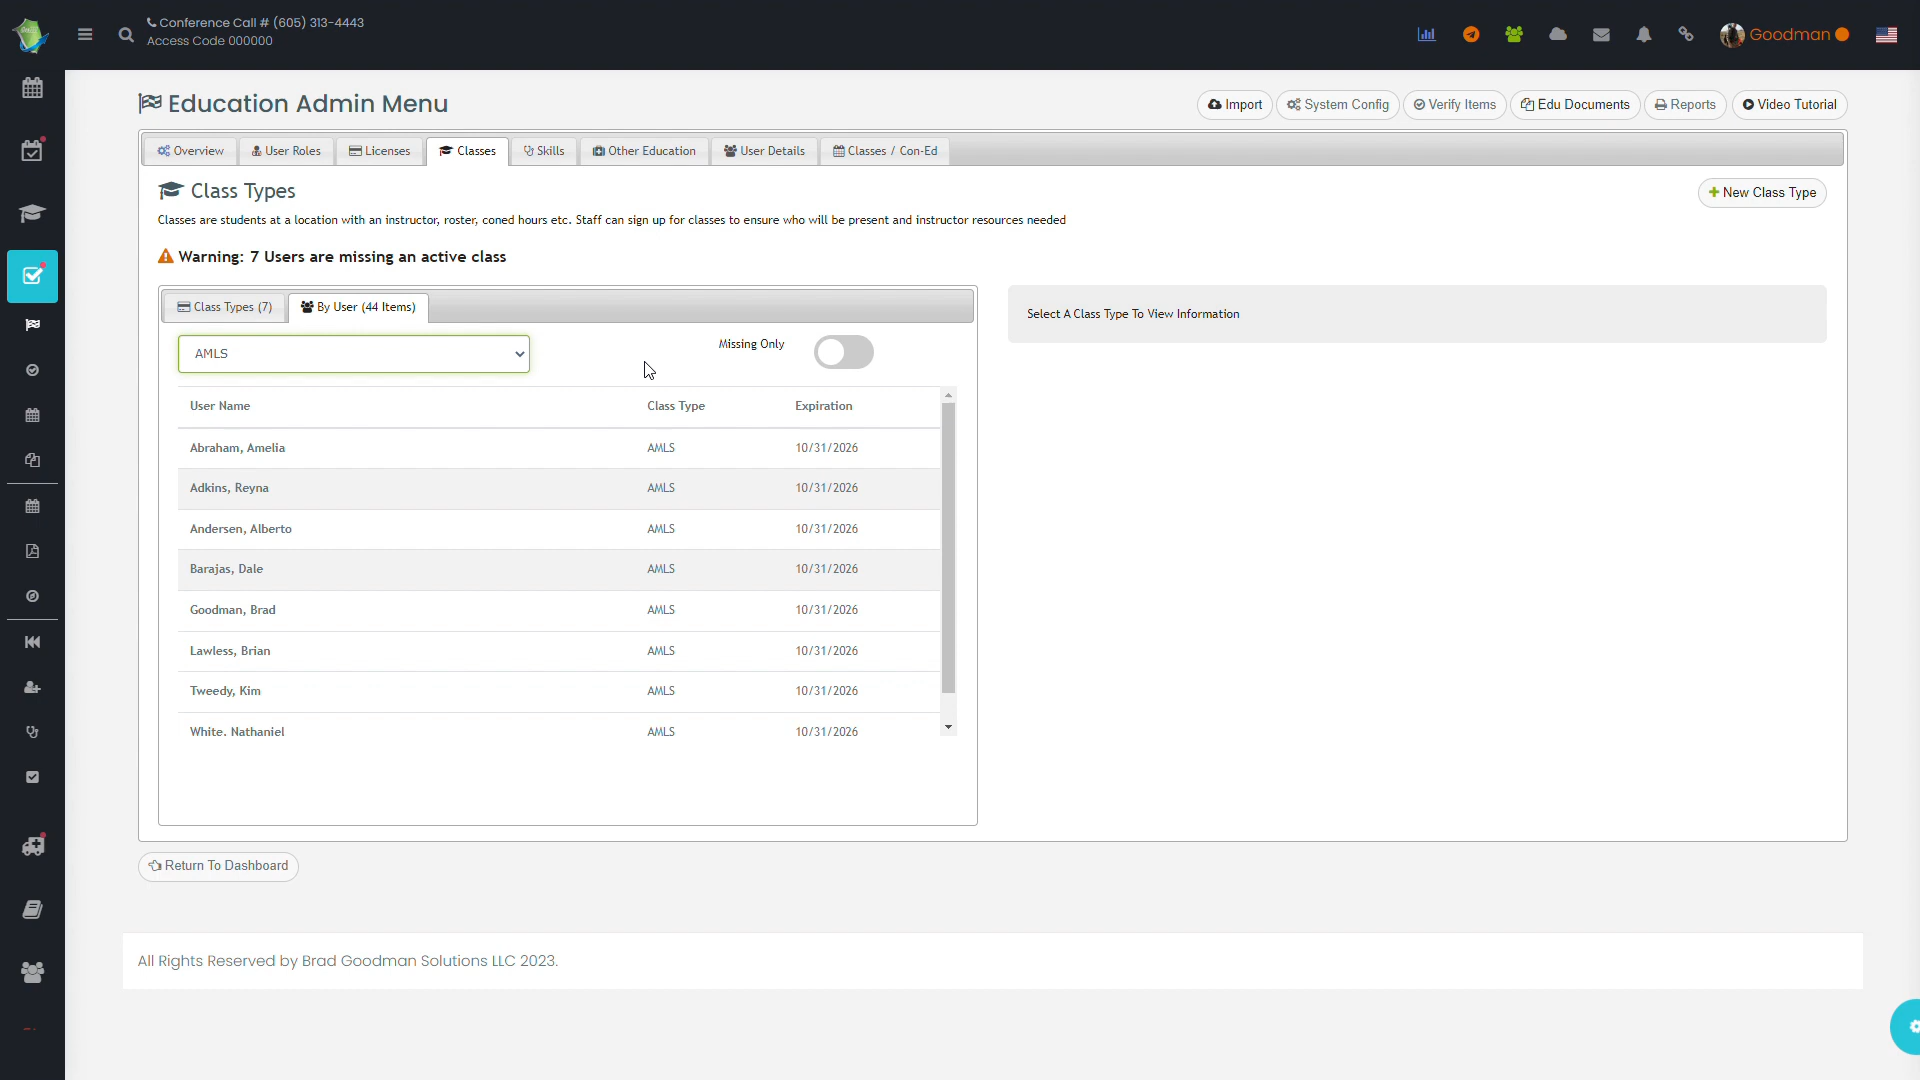 Conference Call # (605) 313-4443
Access Code 000000
Goodman
Education Admin Menu
Import
System Config
Verify Items
Edu Documents
Reports
Video Tutorial
Overview
User Roles
Licenses
Classes
Skills
Other Education
User Details
Classes / Con-Ed
Class Types
New Class Type
Classes are students at a location with an instructor, roster, coned hours etc. Staff can sign up for classes to ensure who will be present and instructor resources needed
Warning: 7 Users are missing an active class
Class Types (7)
By User (44 Items)
Select A Class Type To View Information
AMLS
Missing Only
User Name Class Type Expiration
Abraham, Amelia AMLS 10/31/2026
Adkins, Reyna AMLS 10/31/2026
Andersen, Alberto AMLS 10/31/2026
Barajas, Dale AMLS 10/31/2026
Goodman, Brad AMLS 10/31/2026
Lawless, Brian AMLS 10/31/2026
Tweedy, Kim AMLS 10/31/2026
White, Nathaniel AMLS 10/31/2026
Return To Dashboard
All Rights Reserved by Brad Goodman Solutions LLC 2023.